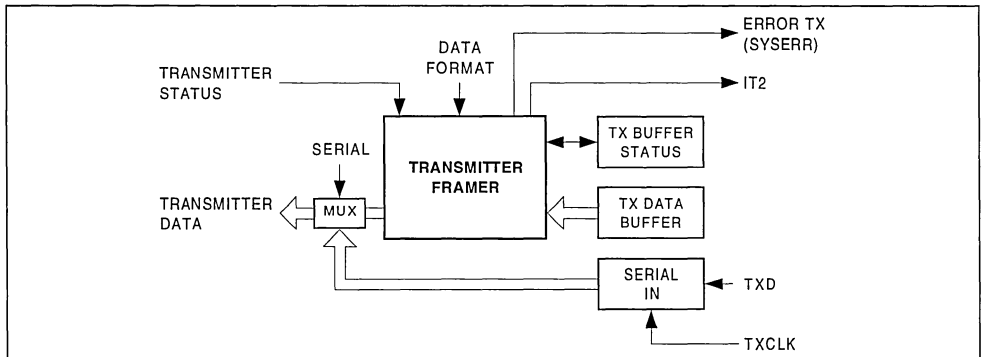 ERROR TX
(SYSERR)
DATA
FORMAT
TRANSMITTER
STATUS
IT2
TX BUFFER
STATUS
SERIAL
TRANSMITTER
FRAMER
TRANSMITTER
DATA
MUX
TX DATA
BUFFER
SERIAL
IN
TXD
TXCLK